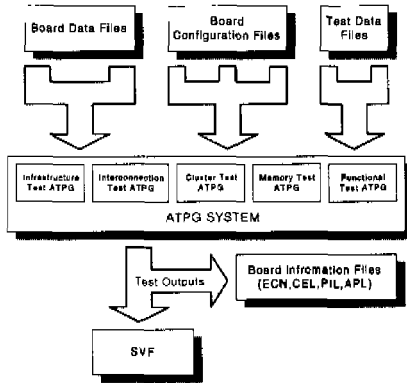 Board Data Files
Board
Configuration Files
Test Data
Files
Infrastructure
Test ATPG
Interconnection
Test ATPG
Cluster Test
ATPG
Memory Test
ATPG
Functional
Test ATPG
ATPG SYSTEM
Test Outputs
Board Infromation Files
(ECN,CEL,PIL,APL)
SVF